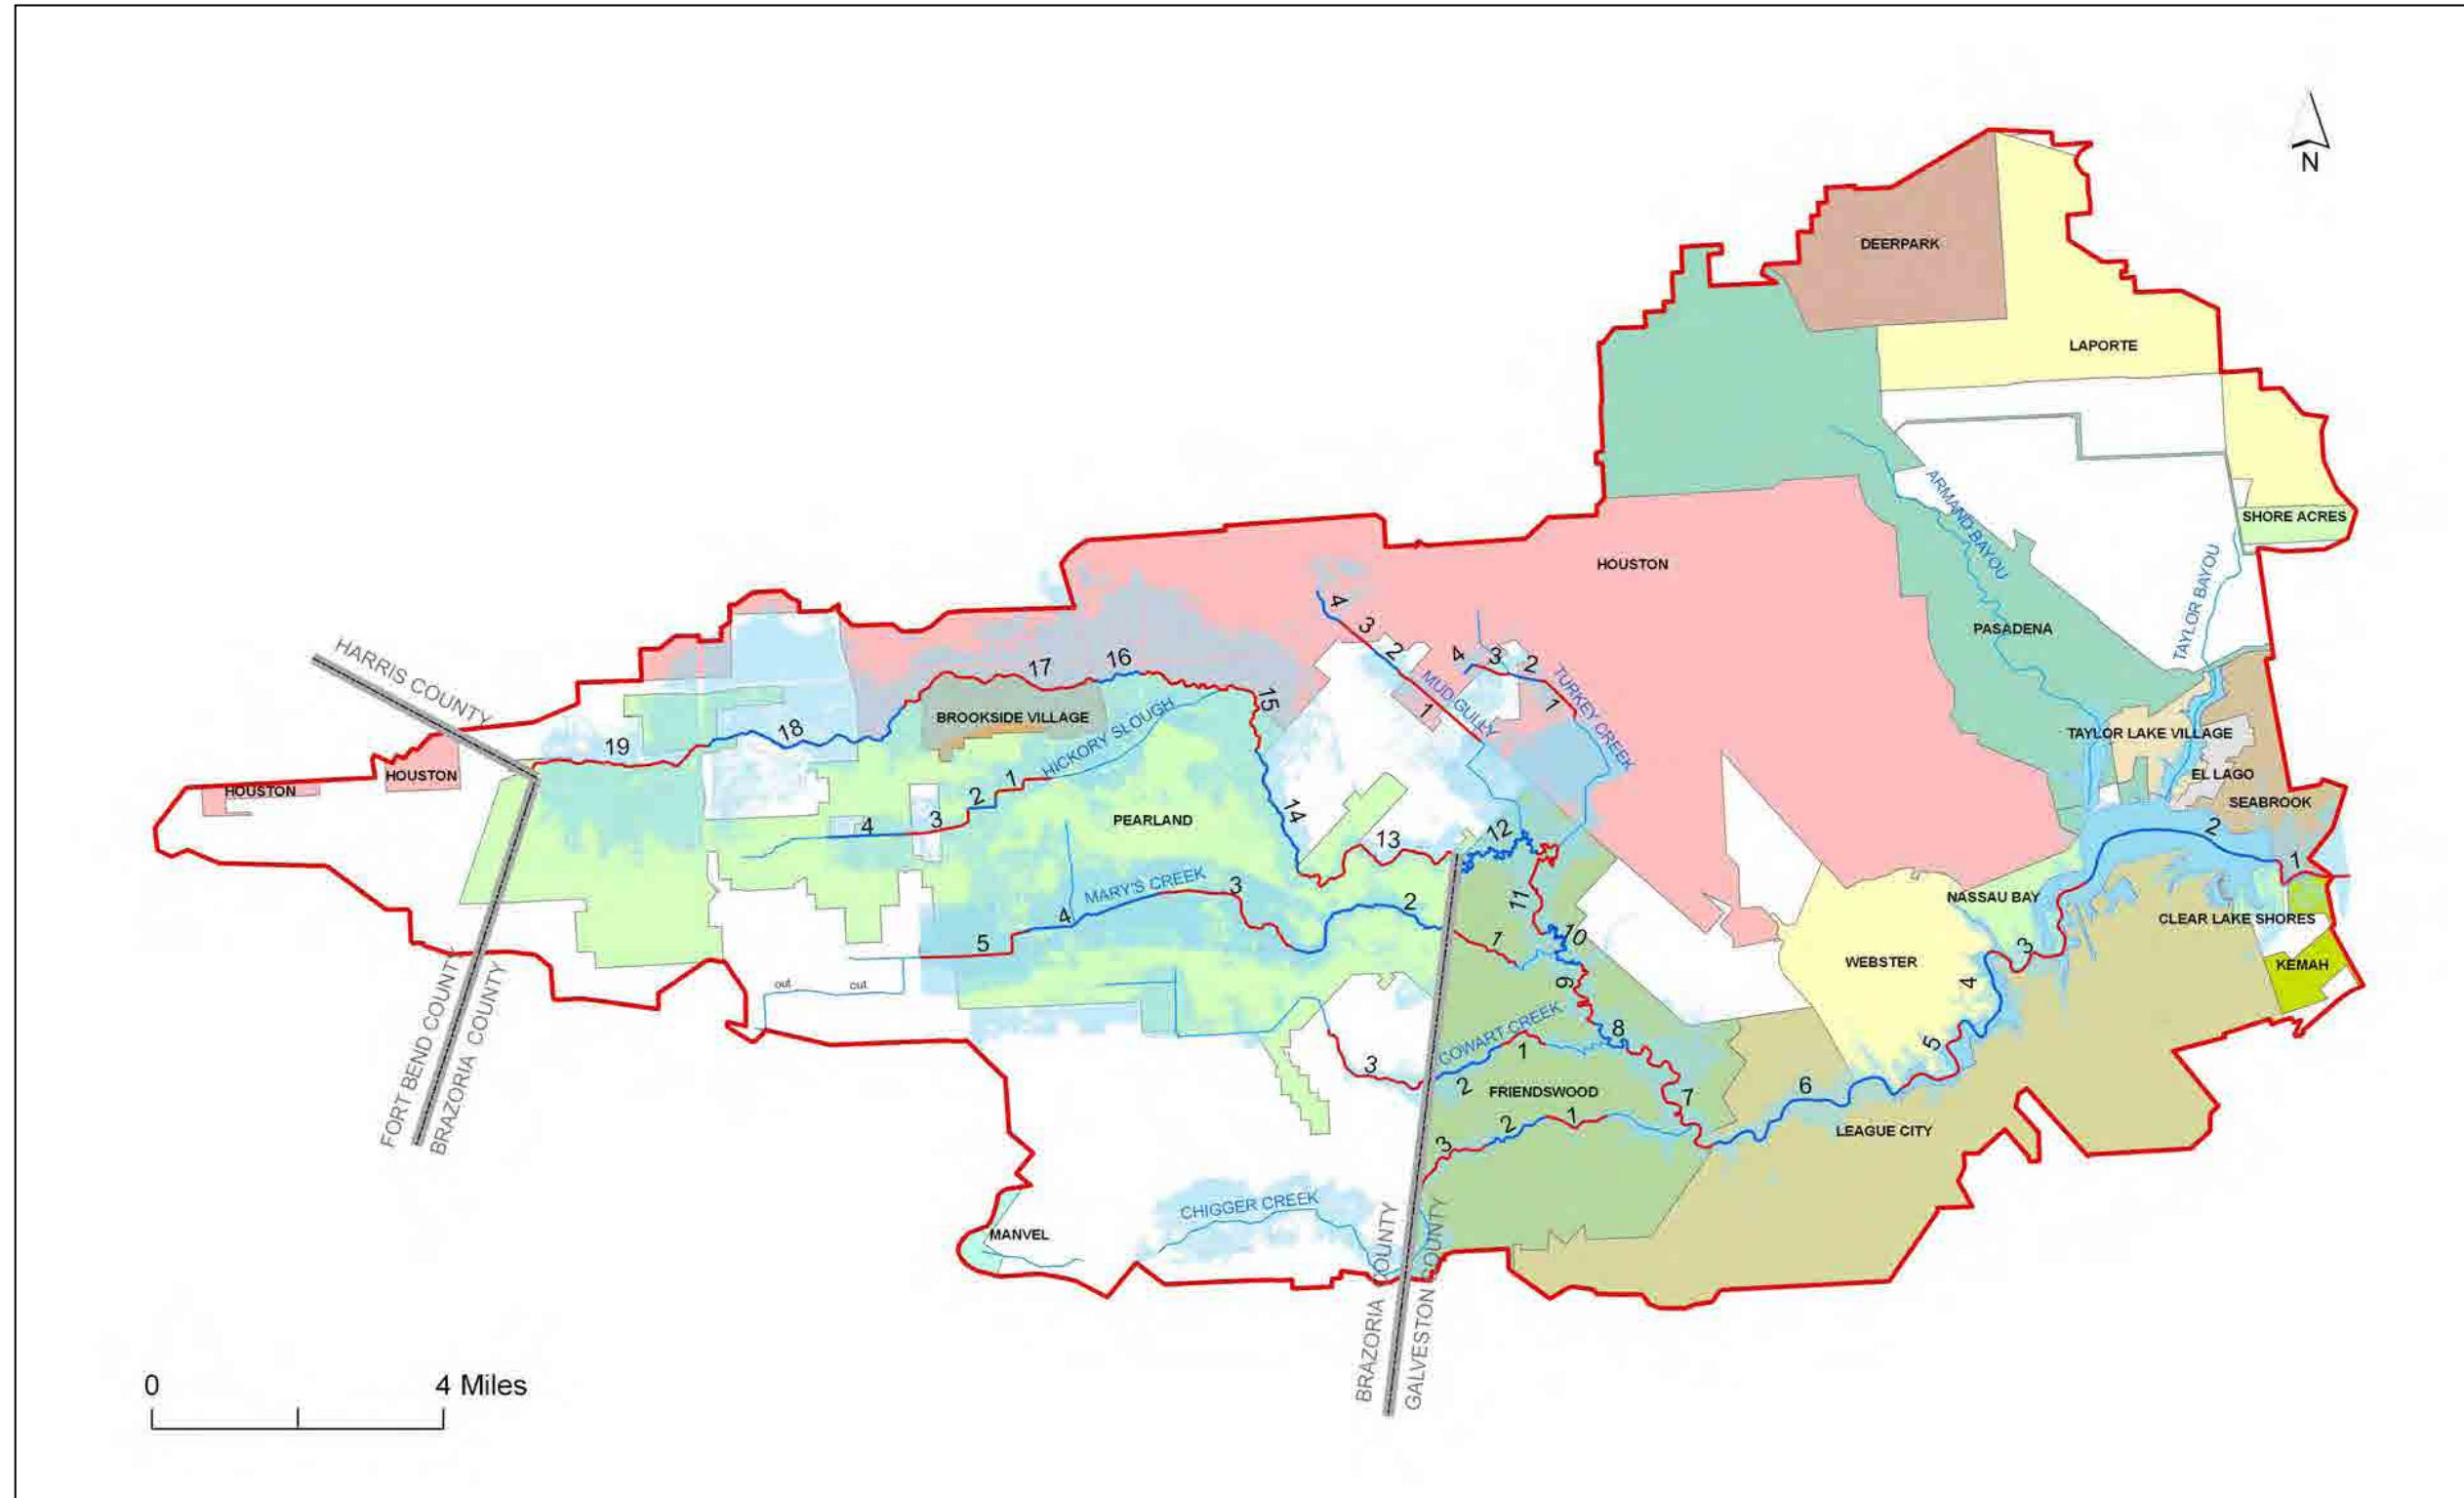 N
DEERPARK
LAPORTE
ARMAND BAYOU
SHORE ACRES
HOUSTON
TAYLOR BAYOU
PASADENA
4
3
2
1
MUDGULLY
4
3
2
1
TURKEY CREEK
HARRIS COUNTY
19
18
17
16
15
14
13
12
11
10
9
8
7
6
5
4
3
2
1
BROOKSIDE VILLAGE
HICKORY SLOUGH
1
2
3
4
HOUSTON
HOUSTON
PEARLAND
TAYLOR LAKE VILLAGE
EL LAGO
SEABROOK
MARY'S CREEK
5
4
3
2
1
NASSAU BAY
CLEAR LAKE SHORES
WEBSTER
KEMAH
out
cut
FORT BEND COUNTY
BRAZORIA COUNTY
COWART CREEK
3
2
1
FRIENDSWOOD
3
2
1
LEAGUE CITY
CHIGGER CREEK
MANVEL
BRAZORIA COUNTY
GALVESTON COUNTY
0
4 Miles